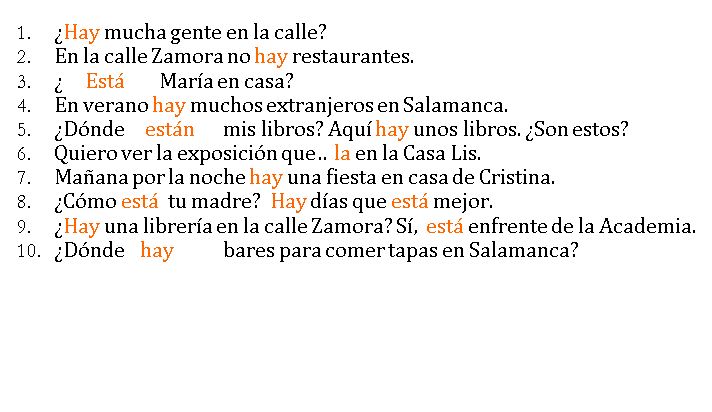 1. ¿Hay mucha gente en la calle?
2. En la calle Zamora no hay restaurantes.
3. ¿ Está María en casa?
4. En verano hay muchos extranjeros en Salamanca.
5. ¿Dónde están mis libros? Aquí hay unos libros. ¿Son estos?
6. Quiero ver la exposición que.. la en la Casa Lis.
7. Mañana por la noche hay una fiesta en casa de Cristina.
8. ¿Cómo está tu madre? Hay días que está mejor.
9. ¿Hay una librería en la calle Zamora? Sí, está enfrente de la Academia.
10. ¿Dónde hay bares para comer tapas en Salamanca?